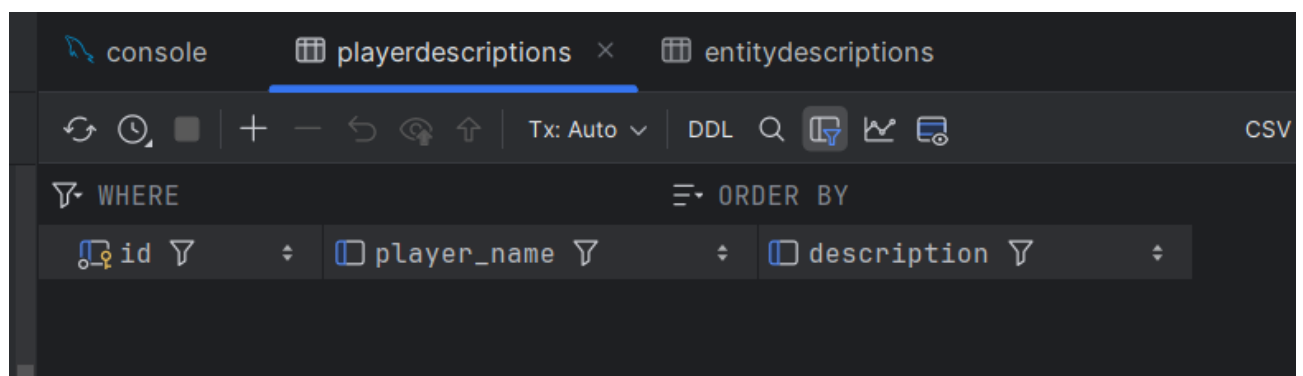 console playerdescriptions entitydescriptions
Tx: Auto DDL CSV
WHERE ORDER BY
id player_name description